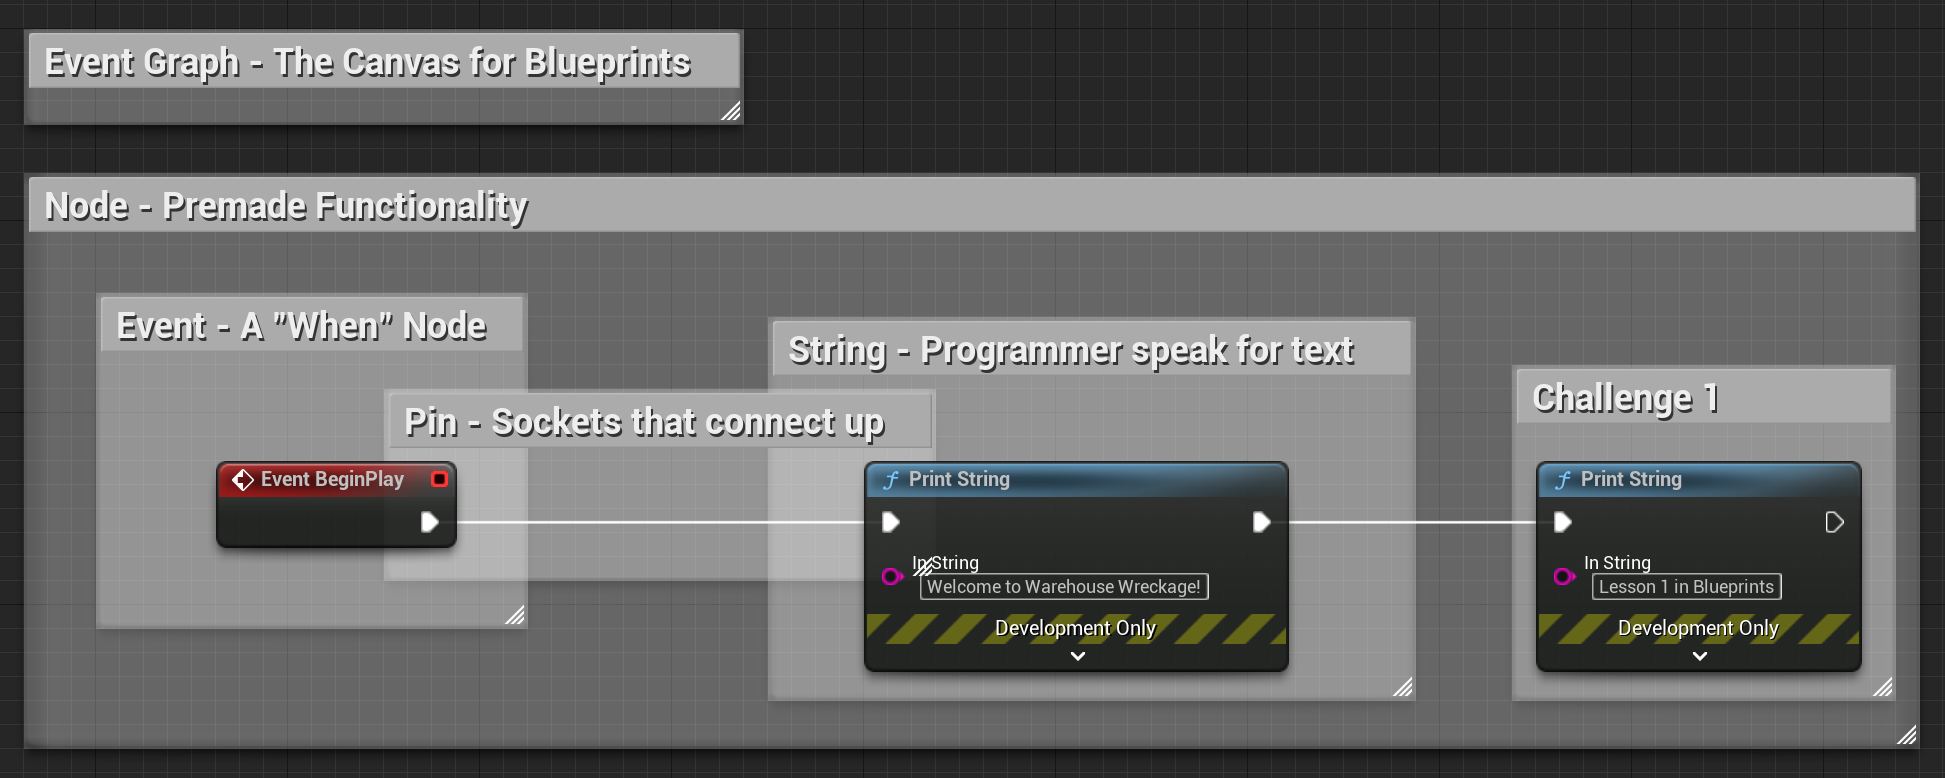 Event Graph - The Canvas for Blueprints
Node - Premade Functionality
Event - A "When" Node
String - Programmer speak for text
Challenge 1
Pin - Sockets that connect up
Event BeginPlay
Print String
In String
Welcome to Warehouse Wreckage!
Development Only
Print String
In String
Lesson 1 in Blueprints
Development Only